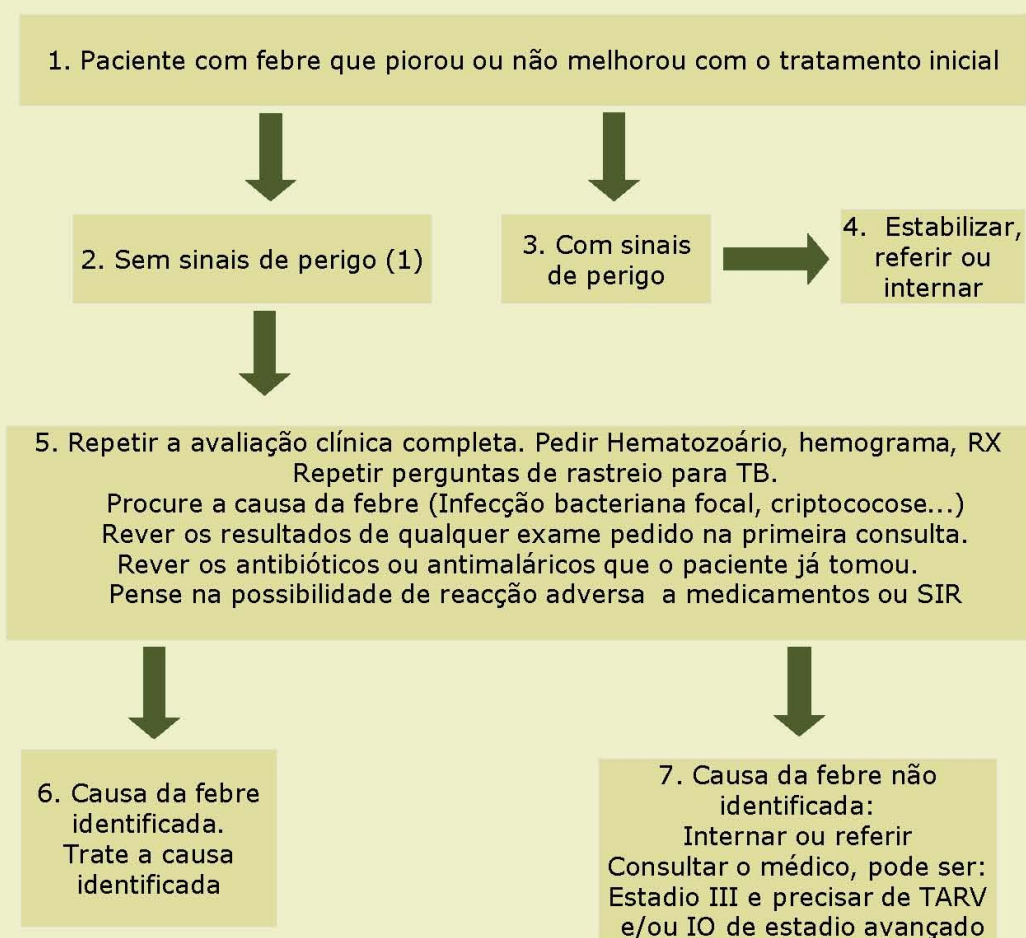 1. Paciente com febre que piorou ou não melhorou com o tratamento inicial
2. Sem sinais de perigo (1)
3. Com sinais
de perigo
4. Estabilizar,
referir ou
internar
5. Repetir a avaliação clínica completa. Pedir Hematozoário, hemograma, RX
Repetir perguntas de rastreio para TB.
Procure a causa da febre (Infecção bacteriana focal, criptococose...)
Rever os resultados de qualquer exame pedido na primeira consulta.
Rever os antibióticos ou antimaláricos que o paciente já tomou.
Pense na possibilidade de reacção adversa a medicamentos ou SIR
6. Causa da febre
identificada.
Trate a causa
identificada
7. Causa da febre não
identificada:
Internar ou referir
Consultar o médico, pode ser:
Estadio III e precisar de TARV
e/ou IO de estadio avançado